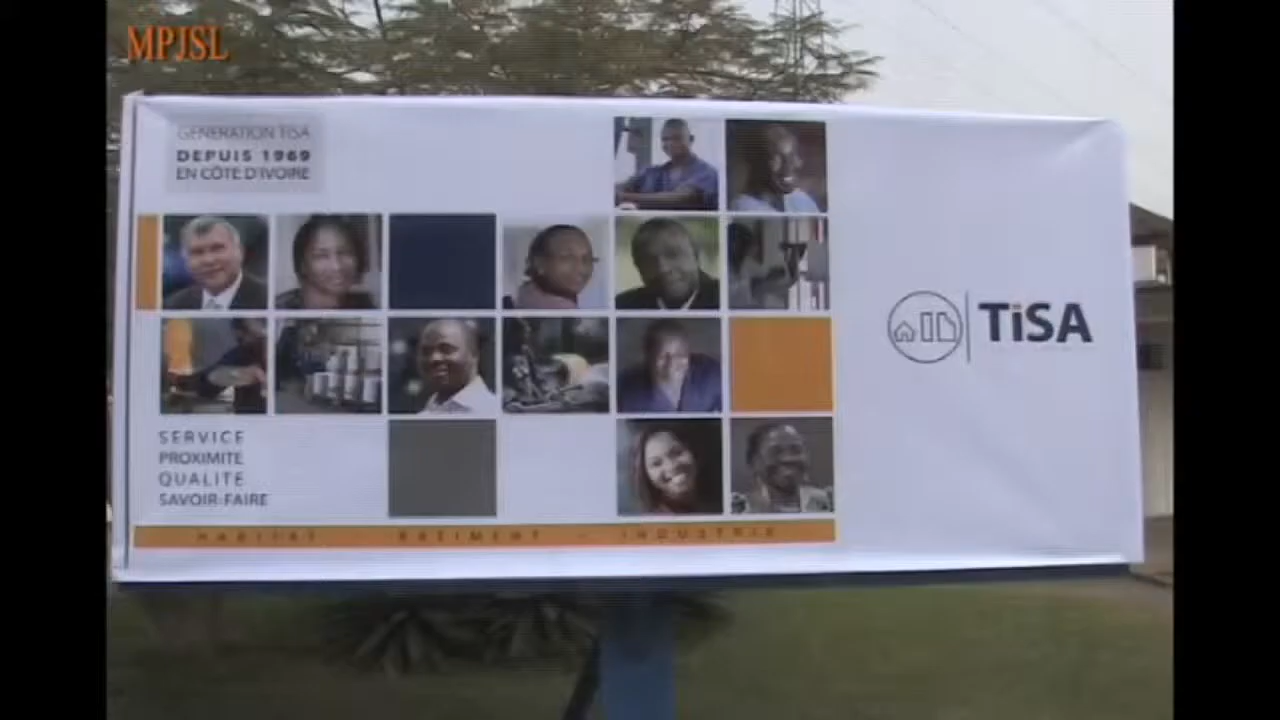 MPJSL
GENERATION TiSA
DEPUIS 1969
EN CÔTE D'IVOIRE
TiSA
SERVICE
PROXIMITE
QUALITE
SAVOIR-FAIRE
HABITAT - BATIMENT - INDUSTRIE